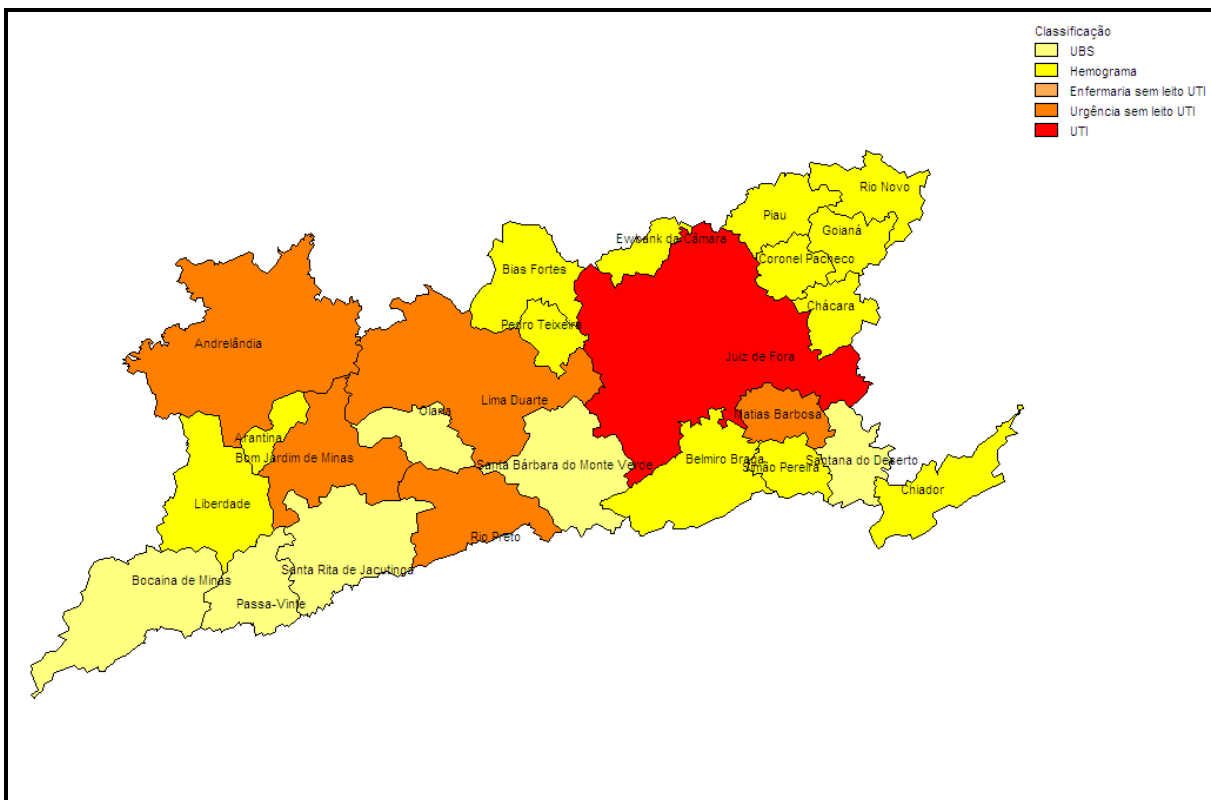 Classificação
UBS
Hemograma
Enfermaria sem leito UTI
Urgência sem leito UTI
UTI
Rio Novo
Piau
Goianá
Ewbank da Câmara
Coronel Pacheco
Bias Fortes
Chácara
Pedro Teixeira
Andrelândia
Juiz de Fora
Lima Duarte
Olaria
Matias Barbosa
Arantina
Bom Jardim de Minas
Santa Bárbara do Monte Verde
Belmiro Braga
Simão Pereira
Santana do Deserto
Chiador
Liberdade
Rio Preto
Santa Rita de Jacutinga
Bocaina de Minas
Passa-Vinte